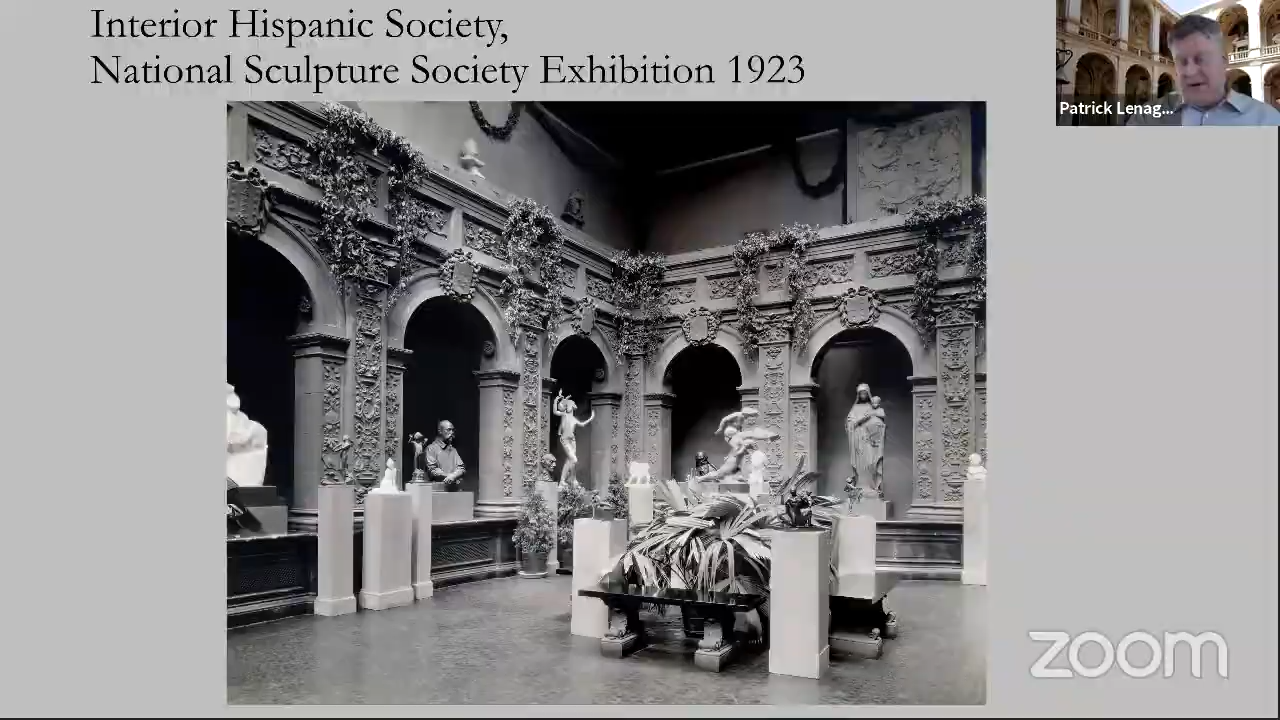 Interior Hispanic Society,
National Sculpture Society Exhibition 1923
Patrick Lenag...
zoom